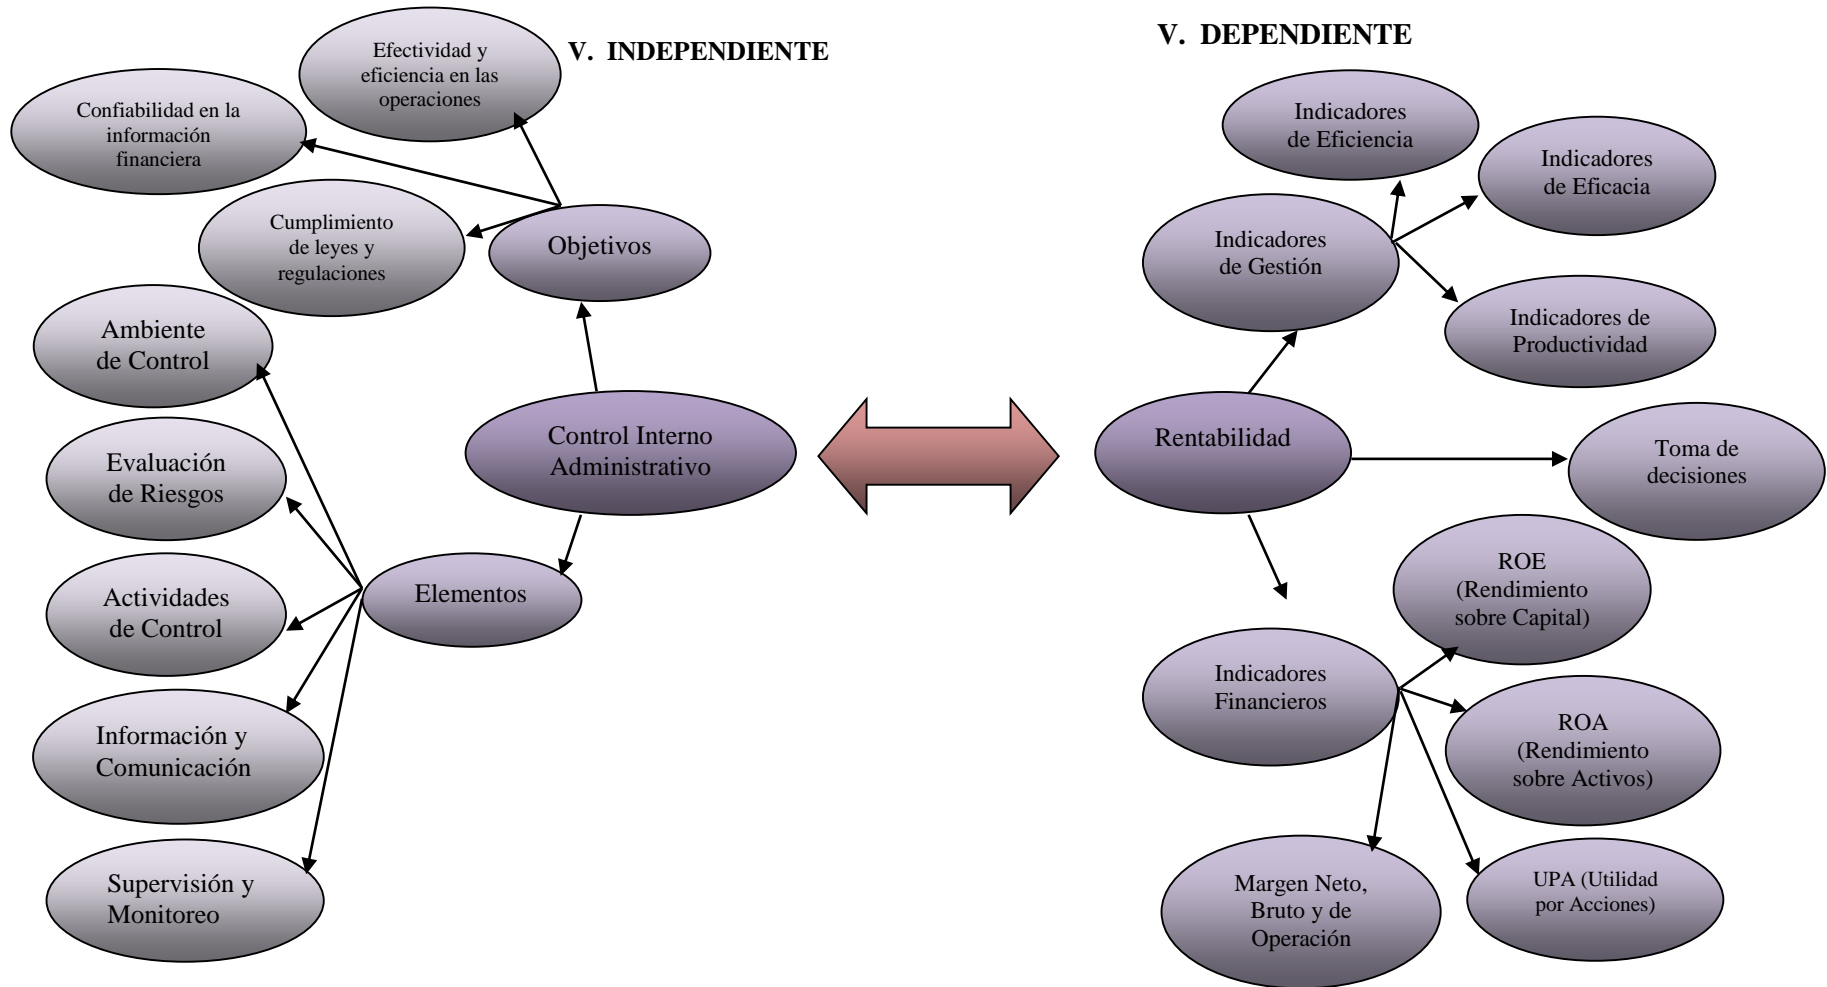 V. INDEPENDIENTE
Efectividad y
eficiencia en las
operaciones
Confiabilidad en la
información
financiera
Cumplimiento
de leyes y
regulaciones
Objetivos
Ambiente
de Control
Evaluación
de Riesgos
Control Interno
Administrativo
Actividades
de Control
Elementos
Información y
Comunicación
Supervisión y
Monitoreo
V. DEPENDIENTE
Indicadores
de Eficiencia
Indicadores
de Eficacia
Indicadores
de Gestión
Indicadores de
Productividad
Rentabilidad
Toma de
decisiones
ROE
(Rendimiento
sobre Capital)
Indicadores
Financieros
ROA
(Rendimiento
sobre Activos)
Margen Neto,
Bruto y de
Operación
UPA (Utilidad
por Acciones)